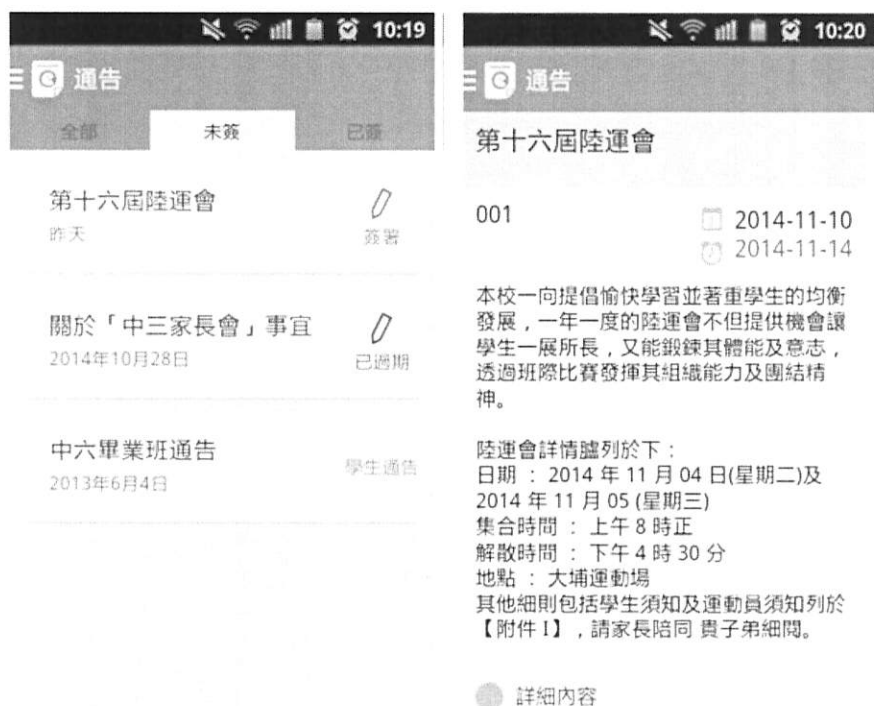 10:19
通告
全部 未簽 已簽
第十六屆陸運會
昨天 簽署
關於「中三家長會」事宜
2014年10月28日 已過期
中六畢業班通告
2013年6月4日 學生通告
10:20
通告
第十六屆陸運會
001 2014-11-10
2014-11-14
本校一向提倡愉快學習並著重學生的均衡
發展，一年一度的陸運會不但提供機會讓
學生一展所長，又能鍛鍊其體能及意志，
透過班際比賽發揮其組織能力及團結精
神。
陸運會詳情臚列於下：
日期 ： 2014 年 11 月 04 日(星期二)及
2014 年 11 月 05 (星期三)
集合時間 ： 上午 8 時正
解散時間 ： 下午 4 時 30 分
地點 ： 大埔運動場
其他細則包括學生須知及運動員須知列於
【附件 I】，請家長陪同 貴子弟細閱。
詳細內容